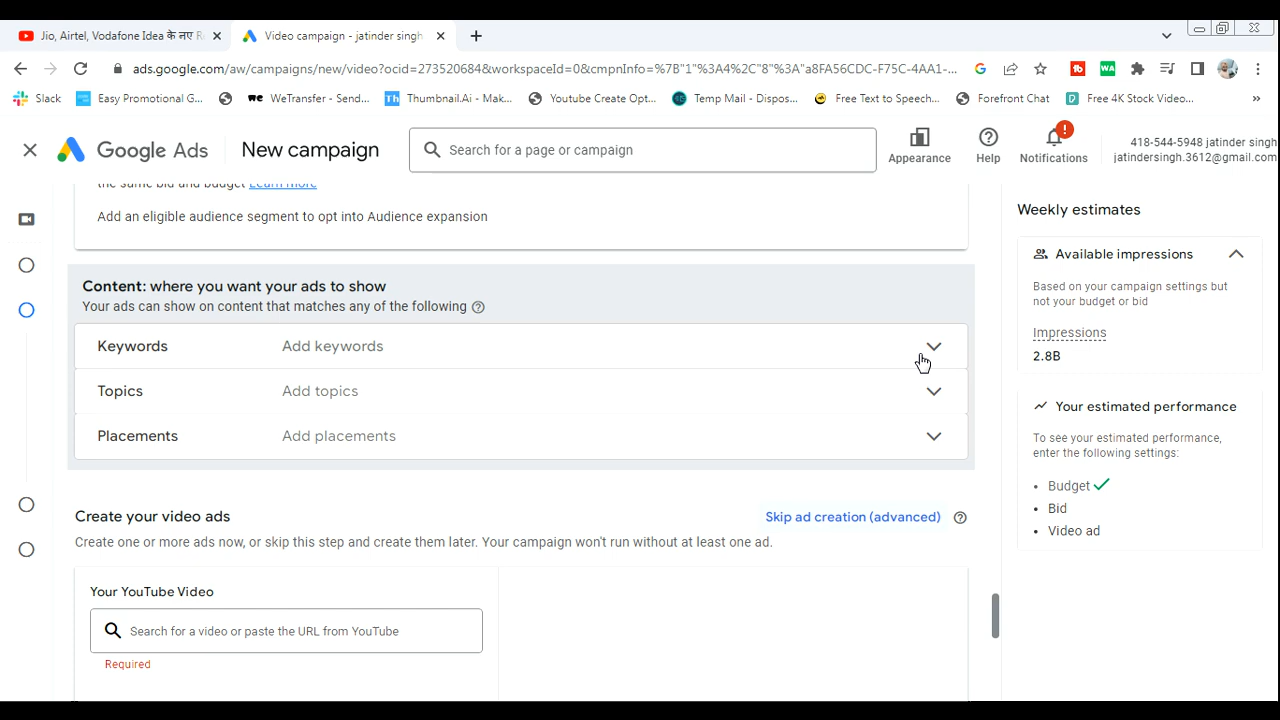 Jio, Airtel, Vodafone Idea के नए R
Video campaign - jatinder singh
ads.google.com/aw/campaigns/new/video?ocid=273520684&workspaceId=0&cmpnInfo=%7B"1"%3A4%2C"8"%3A"a8FA56CDC-F75C-4AA1-...
Slack
Easy Promotional G...
WeTransfer - Send...
Thumbnail.Ai - Mak...
Youtube Create Opt...
Temp Mail - Dispos...
Free Text to Speech...
Forefront Chat
Free 4K Stock Video...
Google Ads
New campaign
Search for a page or campaign
Appearance
Help
Notifications
418-544-5948 jatinder singh
jatindersingh.3612@gmail.com
the same bid and budget Learn more
Add an eligible audience segment to opt into Audience expansion
Content: where you want your ads to show
Your ads can show on content that matches any of the following
Keywords Add keywords
Topics Add topics
Placements Add placements
Create your video ads
Skip ad creation (advanced)
Create one or more ads now, or skip this step and create them later. Your campaign won't run without at least one ad.
Your YouTube Video
Search for a video or paste the URL from YouTube
Required
Weekly estimates
Available impressions
Based on your campaign settings but
not your budget or bid
Impressions
2.8B
Your estimated performance
To see your estimated performance,
enter the following settings:
Budget
Bid
Video ad